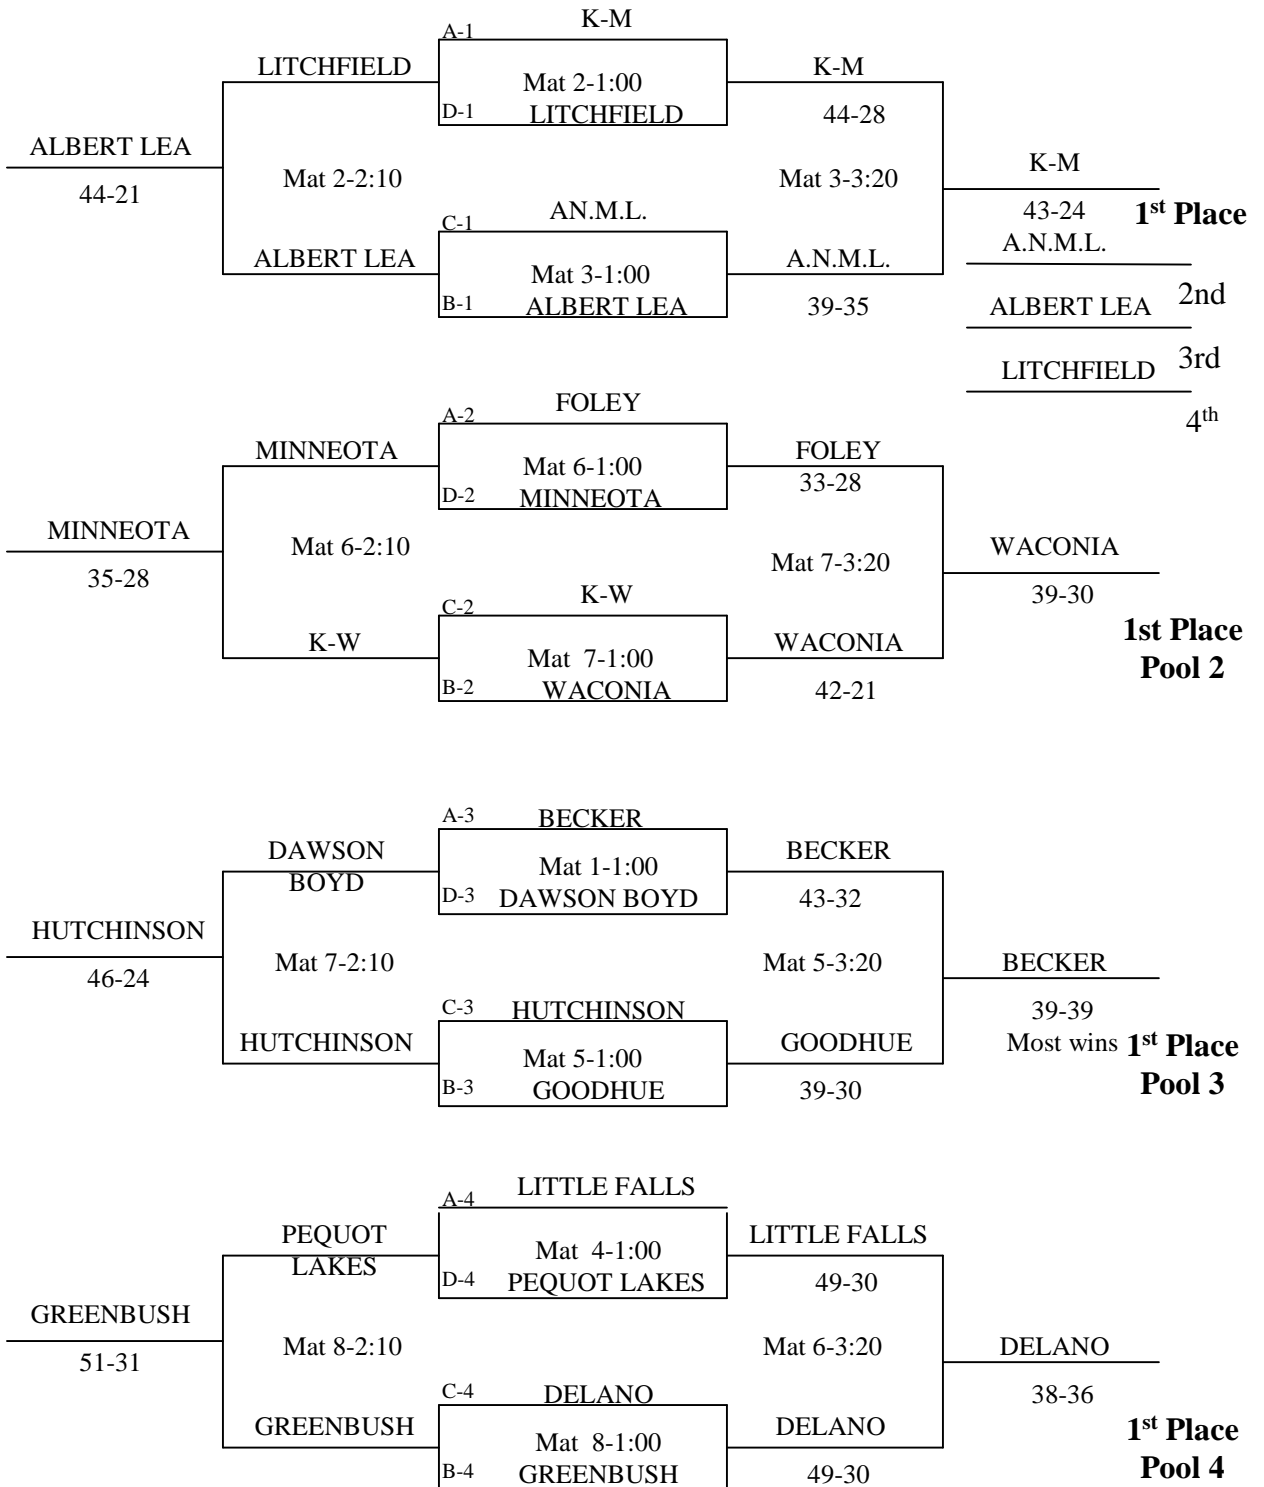 K-M
A-1
LITCHFIELD
K-M
Mat 2-1:00
D-1
LITCHFIELD
44-28
ALBERT LEA
44-21
Mat 2-2:10
Mat 3-3:20
K-M
43-24
1st Place
AN.M.L.
C-1
ALBERT LEA
A.N.M.L.
A.N.M.L.
Mat 3-1:00
B-1
ALBERT LEA
39-35
2nd
ALBERT LEA
3rd
LITCHFIELD
4th
FOLEY
A-2
MINNEOTA
FOLEY
Mat 6-1:00
33-28
D-2
MINNEOTA
MINNEOTA
35-28
Mat 6-2:10
Mat 7-3:20
WACONIA
39-30
K-W
C-2
K-W
WACONIA
1st Place
Pool 2
Mat 7-1:00
B-2
WACONIA
42-21
A-3
BECKER
DAWSON
BOYD
BECKER
Mat 1-1:00
D-3
DAWSON BOYD
43-32
HUTCHINSON
46-24
Mat 7-2:10
Mat 5-3:20
BECKER
39-39
Most wins
1st Place
Pool 3
C-3
HUTCHINSON
HUTCHINSON
GOODHUE
Mat 5-1:00
B-3
GOODHUE
39-30
LITTLE FALLS
A-4
PEQUOT
LAKES
LITTLE FALLS
Mat 4-1:00
D-4
PEQUOT LAKES
49-30
GREENBUSH
51-31
Mat 8-2:10
Mat 6-3:20
DELANO
38-36
C-4
DELANO
GREENBUSH
DELANO
1st Place
Pool 4
Mat 8-1:00
B-4
GREENBUSH
49-30